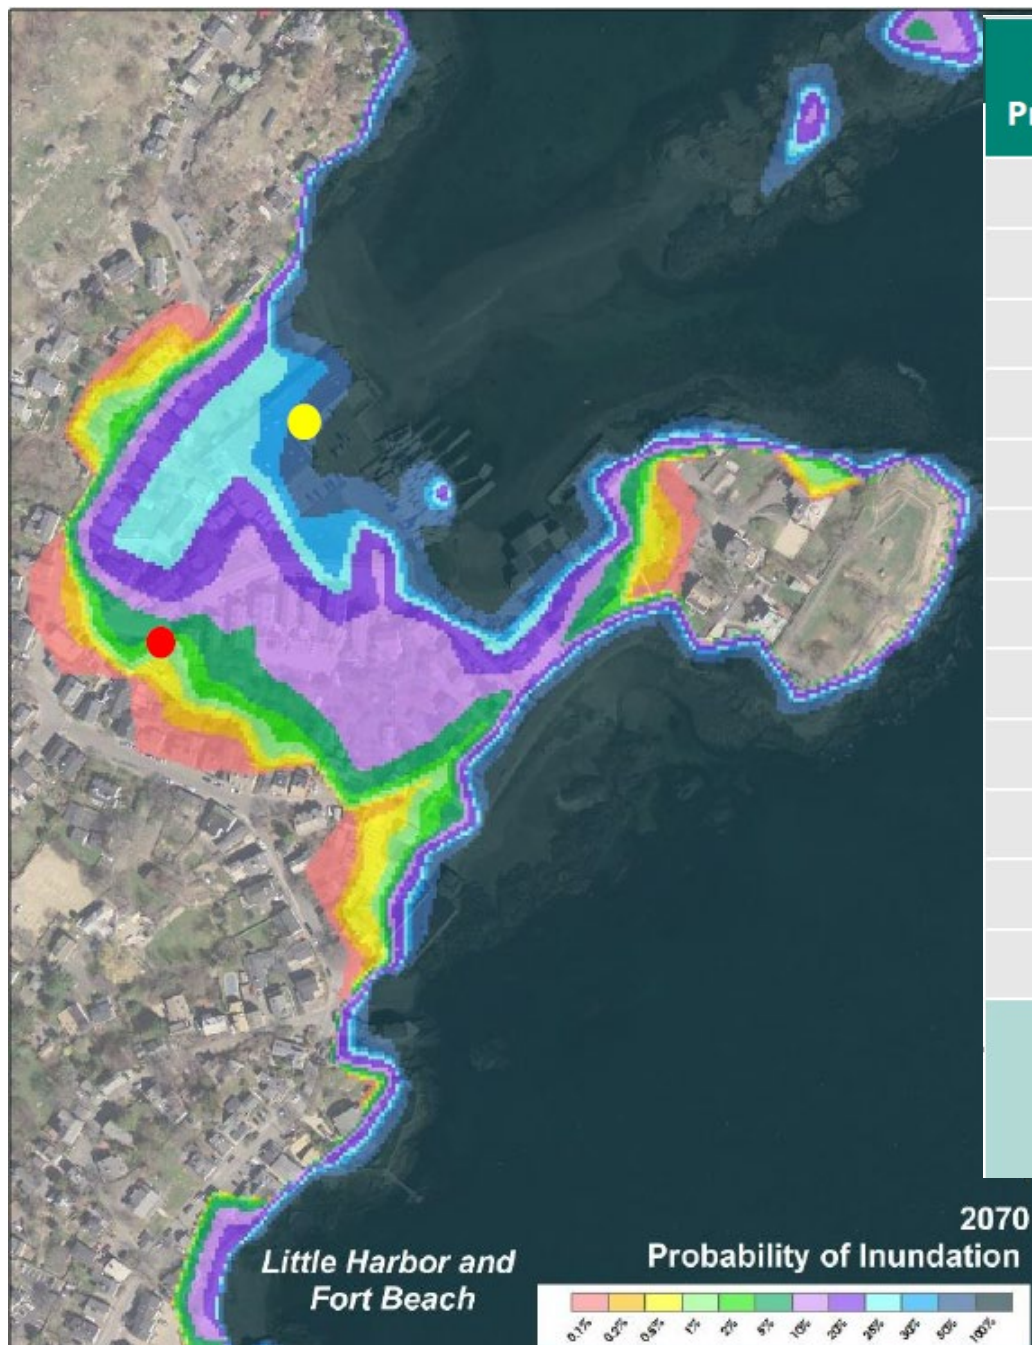 Pr
2070
Probability of Inundation
Little Harbor and
Fort Beach
0.1% 0.2% 0.5% 1% 2% 5% 10% 20% 25% 30% 50% 100%